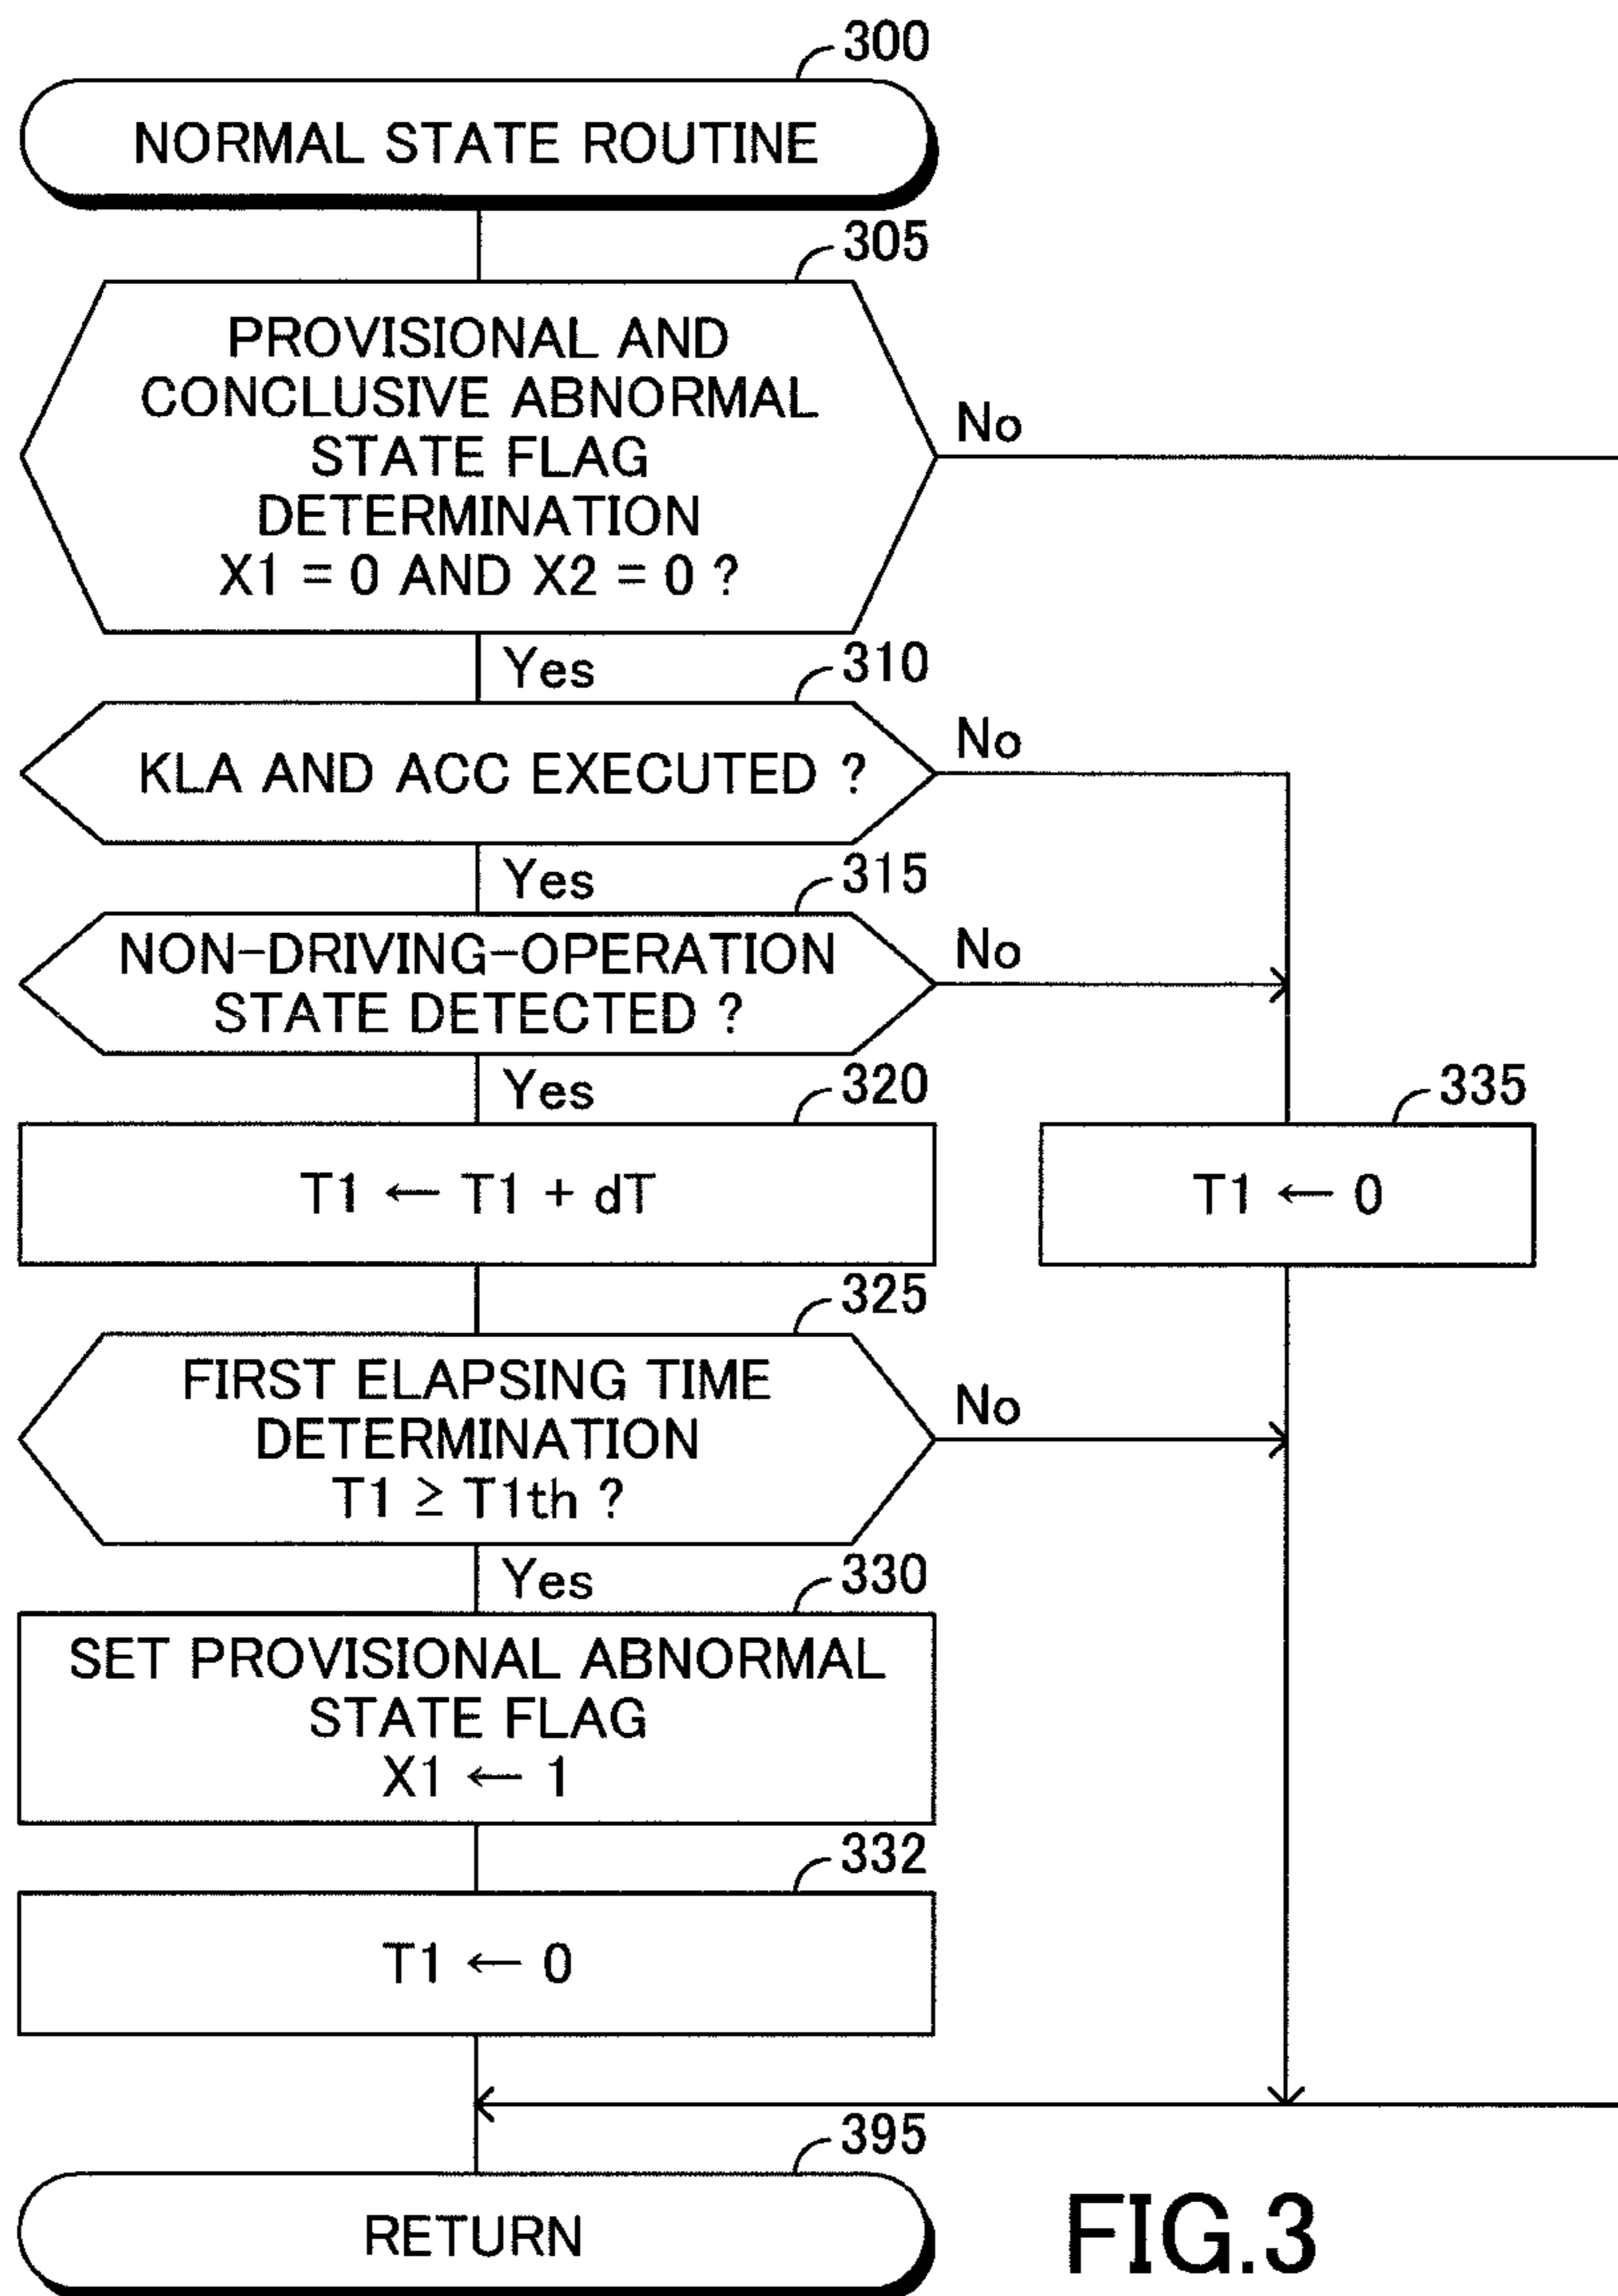 300
NORMAL STATE ROUTINE
305
PROVISIONAL AND
CONCLUSIVE ABNORMAL
STATE FLAG
DETERMINATION
X1 = 0 AND X2 = 0 ?
No
Yes
310
KLA AND ACC EXECUTED ?
No
Yes
315
NON-DRIVING-OPERATION
STATE DETECTED ?
No
Yes
320
T1 ← T1 + dT
335
T1 ← 0
325
FIRST ELAPSING TIME
DETERMINATION
T1 ≥ T1th ?
No
Yes
330
SET PROVISIONAL ABNORMAL
STATE FLAG
X1 ← 1
332
T1 ← 0
395
RETURN
FIG.3